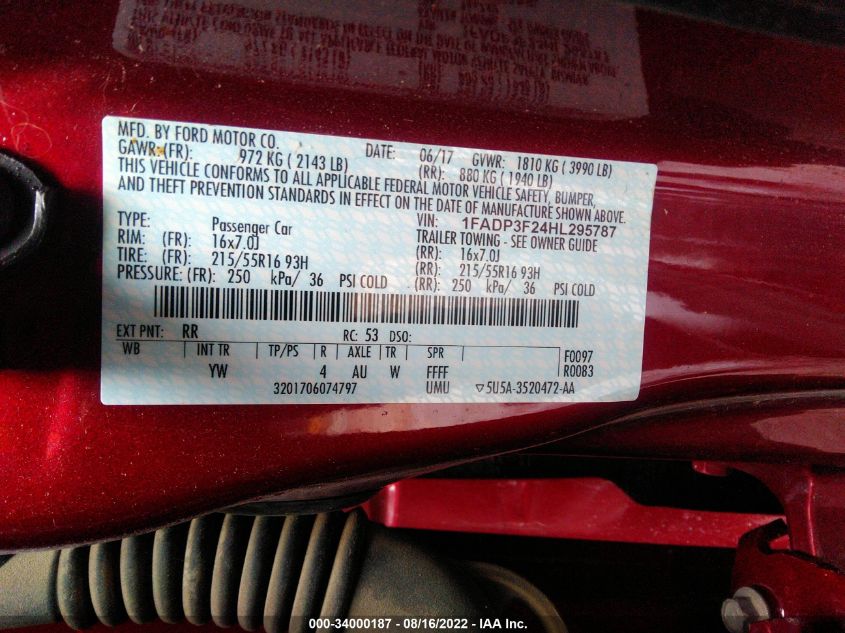 MFD. BY FORD MOTOR CO. DATE: 06/17 GVWR: 1810 KG ( 3990 LB)
GAWR: (FR): 972 KG ( 2143 LB) (RR): 880 KG ( 1940 LB)
THIS VEHICLE CONFORMS TO ALL APPLICABLE FEDERAL MOTOR VEHICLE SAFETY, BUMPER,
AND THEFT PREVENTION STANDARDS IN EFFECT ON THE DATE OF MANUFACTURE SHOWN ABOVE.
VIN: 1FADP3F24HL295787
TYPE: Passenger Car TRAILER TOWING - SEE OWNER GUIDE
RIM: (FR): 16x7.0J (RR): 16x7.0J
TIRE: (FR): 215/55R16 93H (RR): 215/55R16 93H
PRESSURE: (FR): 250 kPa/ 36 PSI COLD (RR): 250 kPa/ 36 PSI COLD
EXT PNT: RR RC: 53 DSO:
WB INT TR TP/PS R AXLE TR SPR F0097
YW 4 AU W FFFF R0083
3201706074797 UMU ▽5U5A-3520472-AA
000-34000187 - 08/16/2022 - IAA Inc.